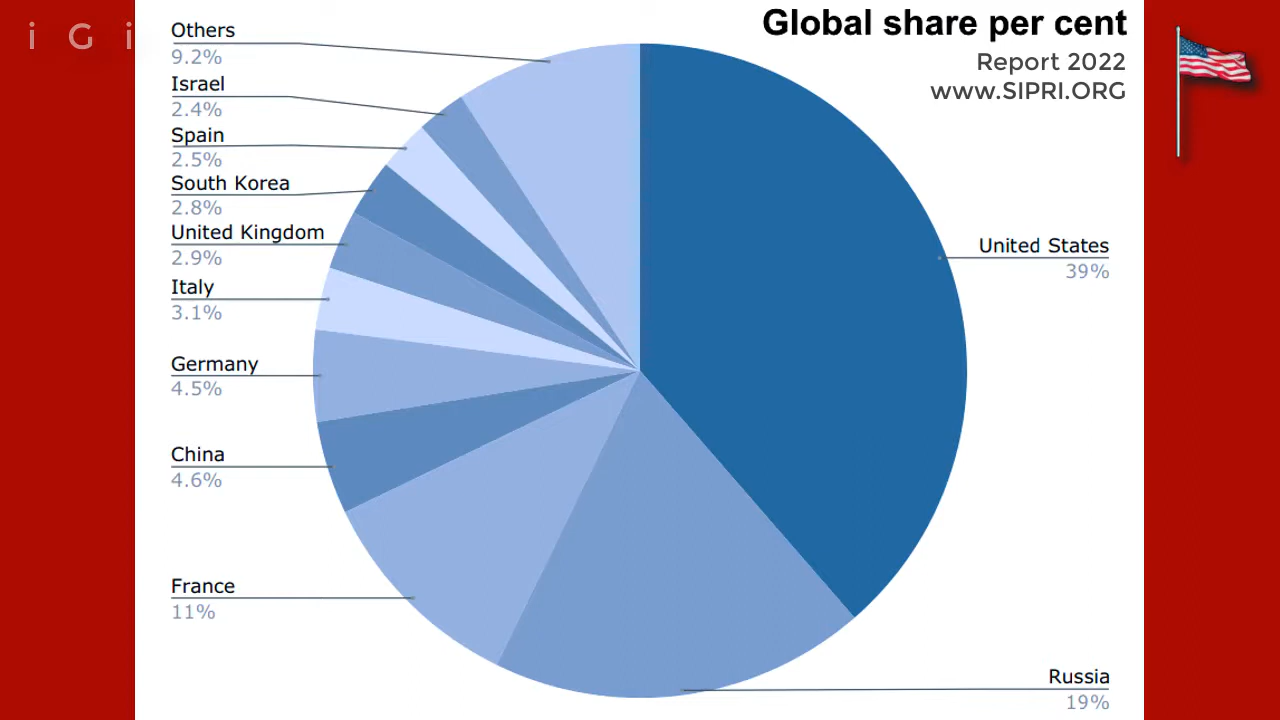 i G i
Global share per cent
Report 2022
www.SIPRI.ORG
Others
9.2%
Israel
2.4%
Spain
2.5%
South Korea
2.8%
United Kingdom
2.9%
Italy
3.1%
Germany
4.5%
China
4.6%
France
11%
United States
39%
Russia
19%